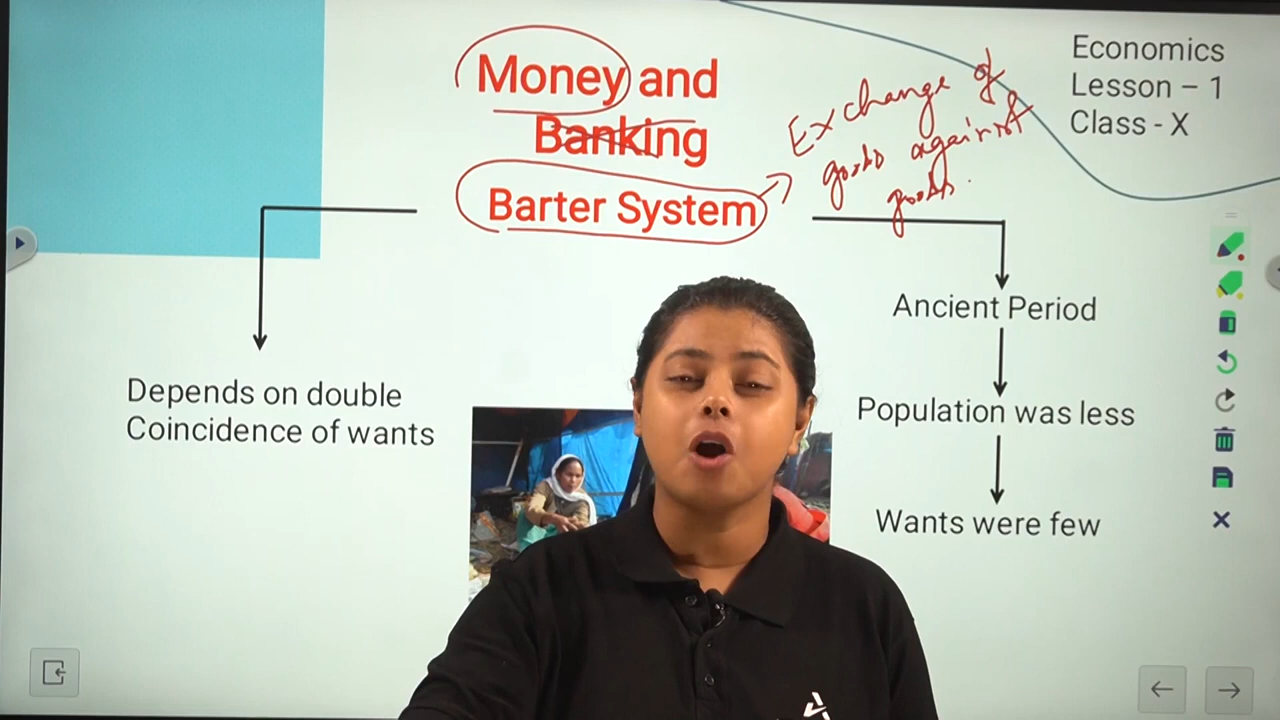 Money and
Banking
Barter System
Exchange of
goods against
goods.
Economics
Lesson – 1
Class - X
Depends on double
Coincidence of wants
Ancient Period
Population was less
Wants were few